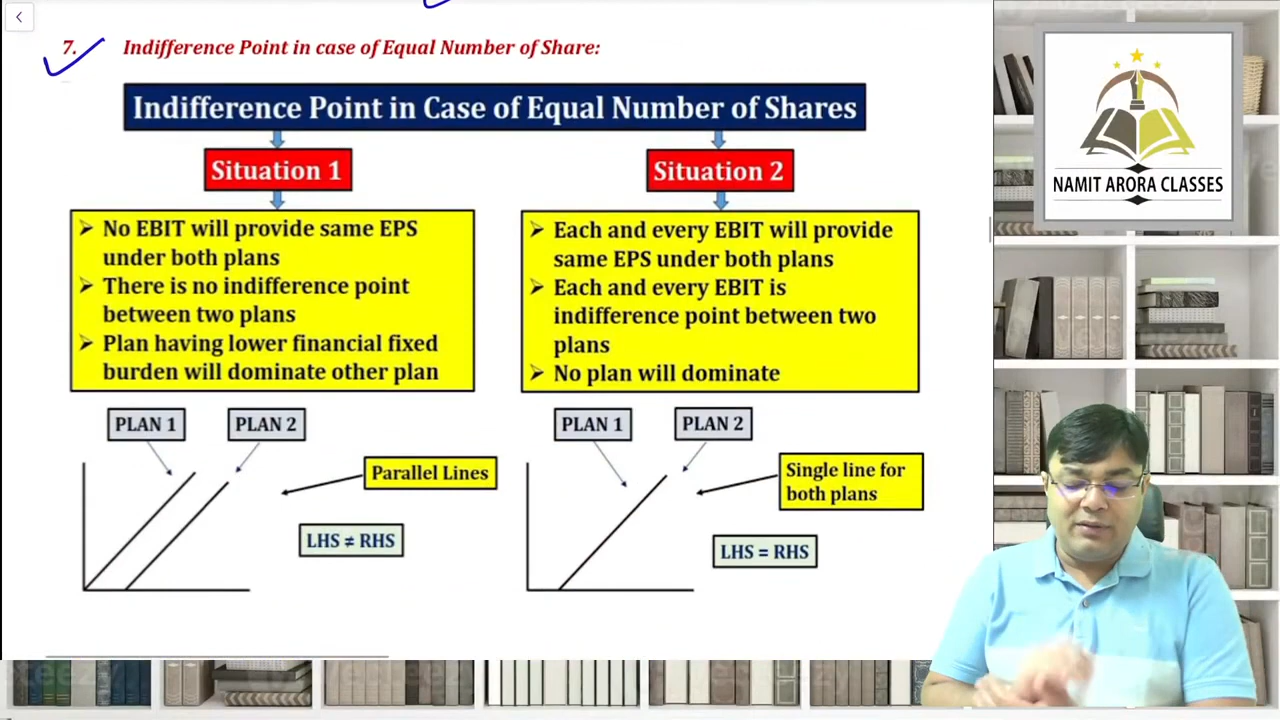 7. Indifference Point in case of Equal Number of Share:
Indifference Point in Case of Equal Number of Shares
Situation 1
➢ No EBIT will provide same EPS
under both plans
➢ There is no indifference point
between two plans
➢ Plan having lower financial fixed
burden will dominate other plan
PLAN 1
PLAN 2
Parallel Lines
LHS ≠ RHS
Situation 2
➢ Each and every EBIT will provide
same EPS under both plans
➢ Each and every EBIT is
indifference point between two
plans
➢ No plan will dominate
PLAN 1
PLAN 2
Single line for
both plans
LHS = RHS
NAMIT ARORA CLASSES